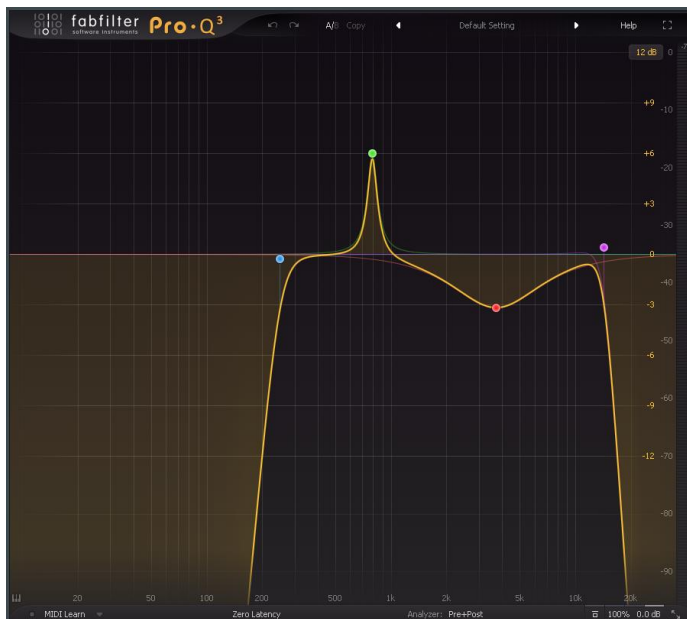 fabfilter Pro·Q³
software instruments
A/B Copy Default Setting Help
12 dB 0
+9 -10
+6 -20
+3 -30
0 -40
-3 -50
-6 -60
-9 -70
-12 -80
-90
20 50 100 200 500 1k 2k 5k 10k 20k
MIDI Learn Zero Latency Analyzer: Pre+Post 100% 0.0 dB